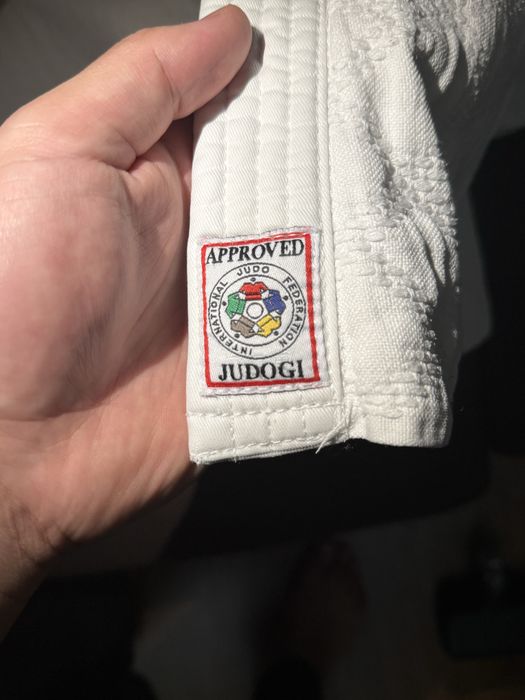 APPROVED
INTERNATIONAL JUDO FEDERATION
JUDOGI